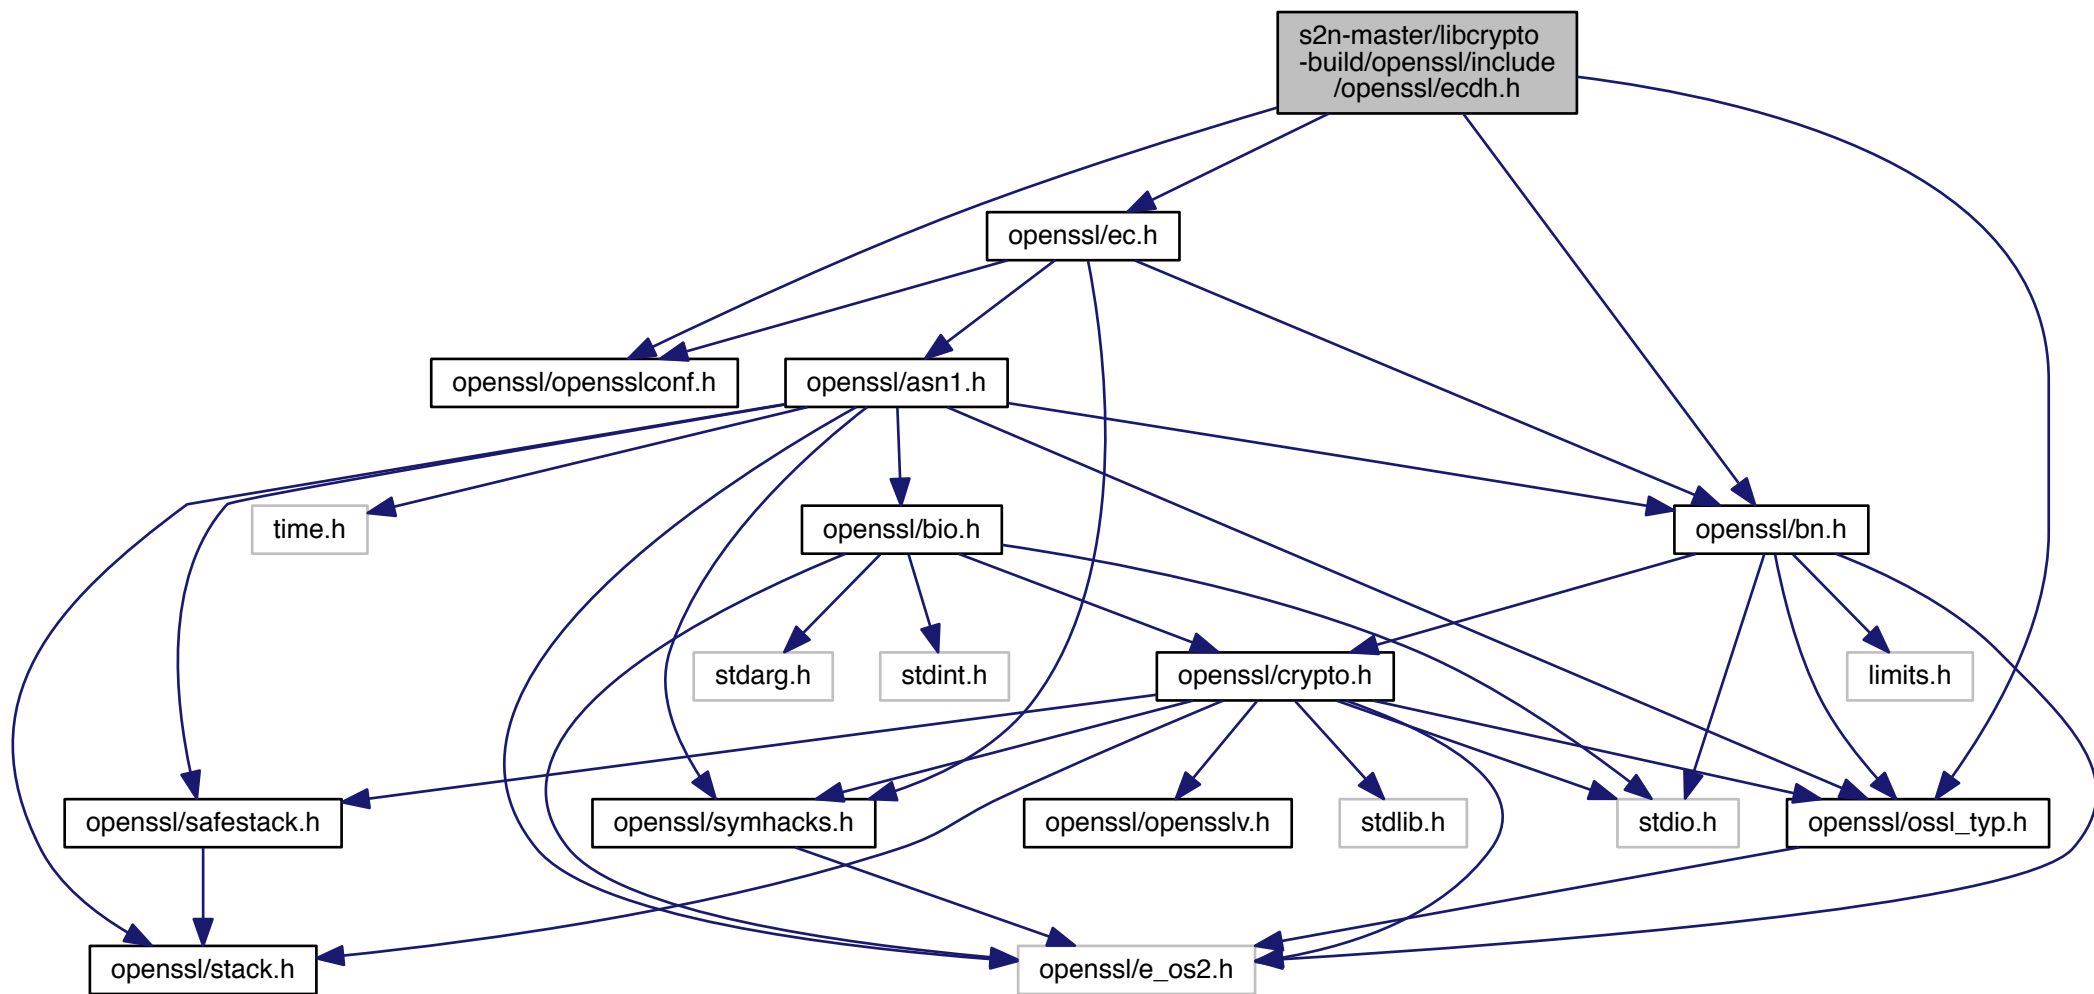 s2n-master/libcrypto
-build/openssl/include
/openssl/ecdh.h
openssl/ec.h
openssl/opensslconf.h
openssl/asn1.h
time.h
openssl/bio.h
openssl/bn.h
stdarg.h
stdint.h
openssl/crypto.h
limits.h
openssl/safestack.h
openssl/symhacks.h
openssl/opensslv.h
stdlib.h
stdio.h
openssl/ossl_typ.h
openssl/stack.h
openssl/e_os2.h